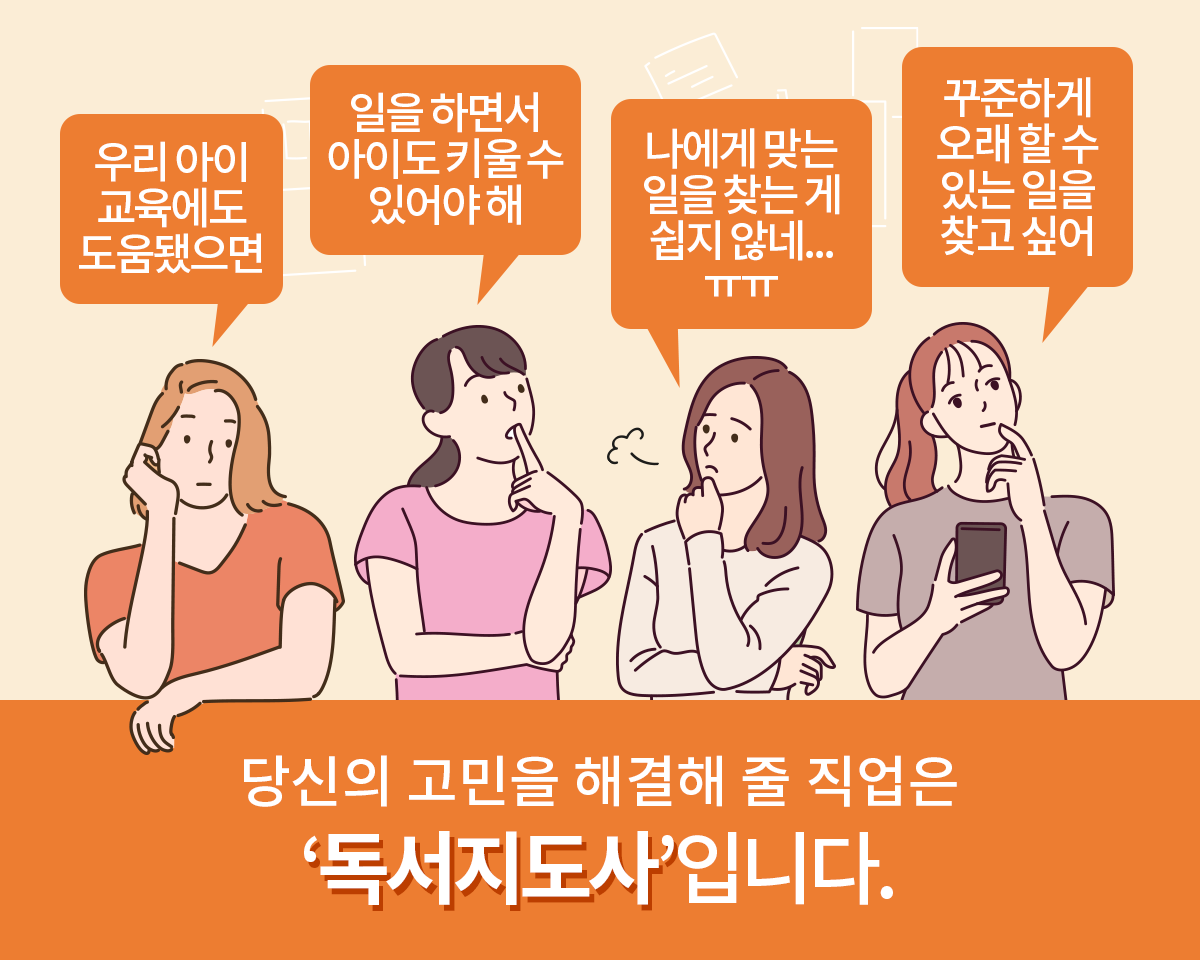 우리 아이
교육에도
도움됐으면
일을 하면서
아이도 키울 수
있어야 해
나에게 맞는
일을 찾는 게
쉽지 않네...
ㅠㅠ
꾸준하게
오래 할 수
있는 일을
찾고 싶어
당신의 고민을 해결해 줄 직업은
‘독서지도사’입니다.